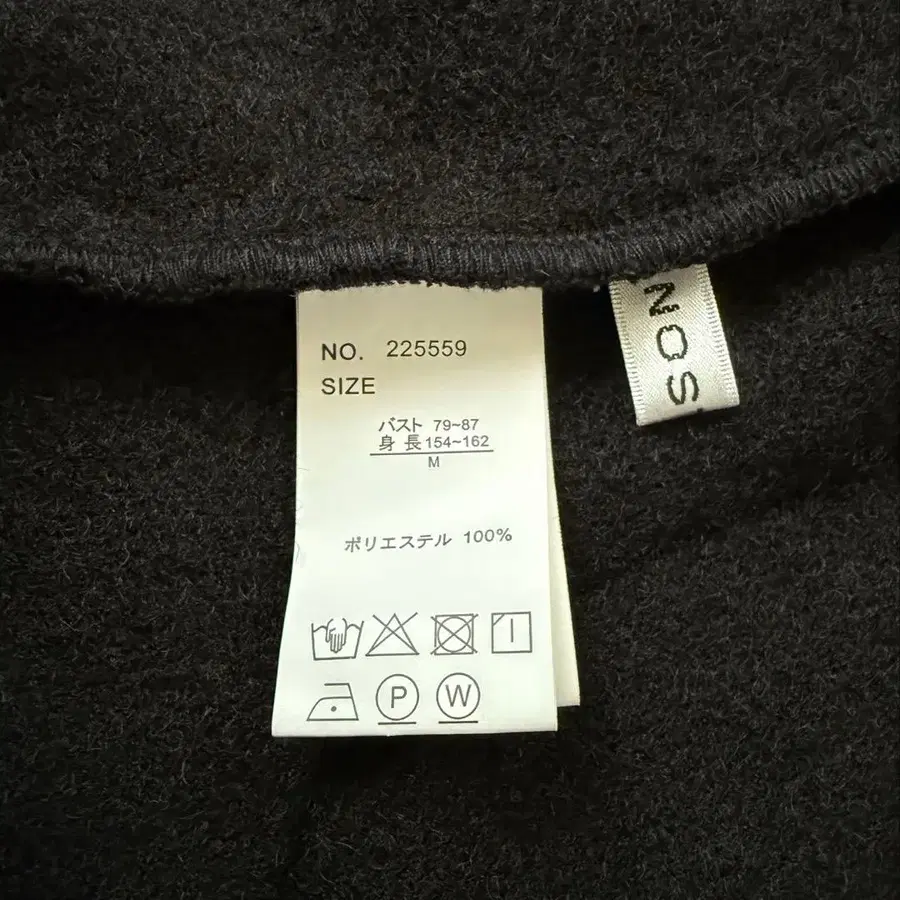 NO. 225559
SIZE
バスト 79~87
身 長 154~162
M
ポリエステル 100%
P
W
NOS